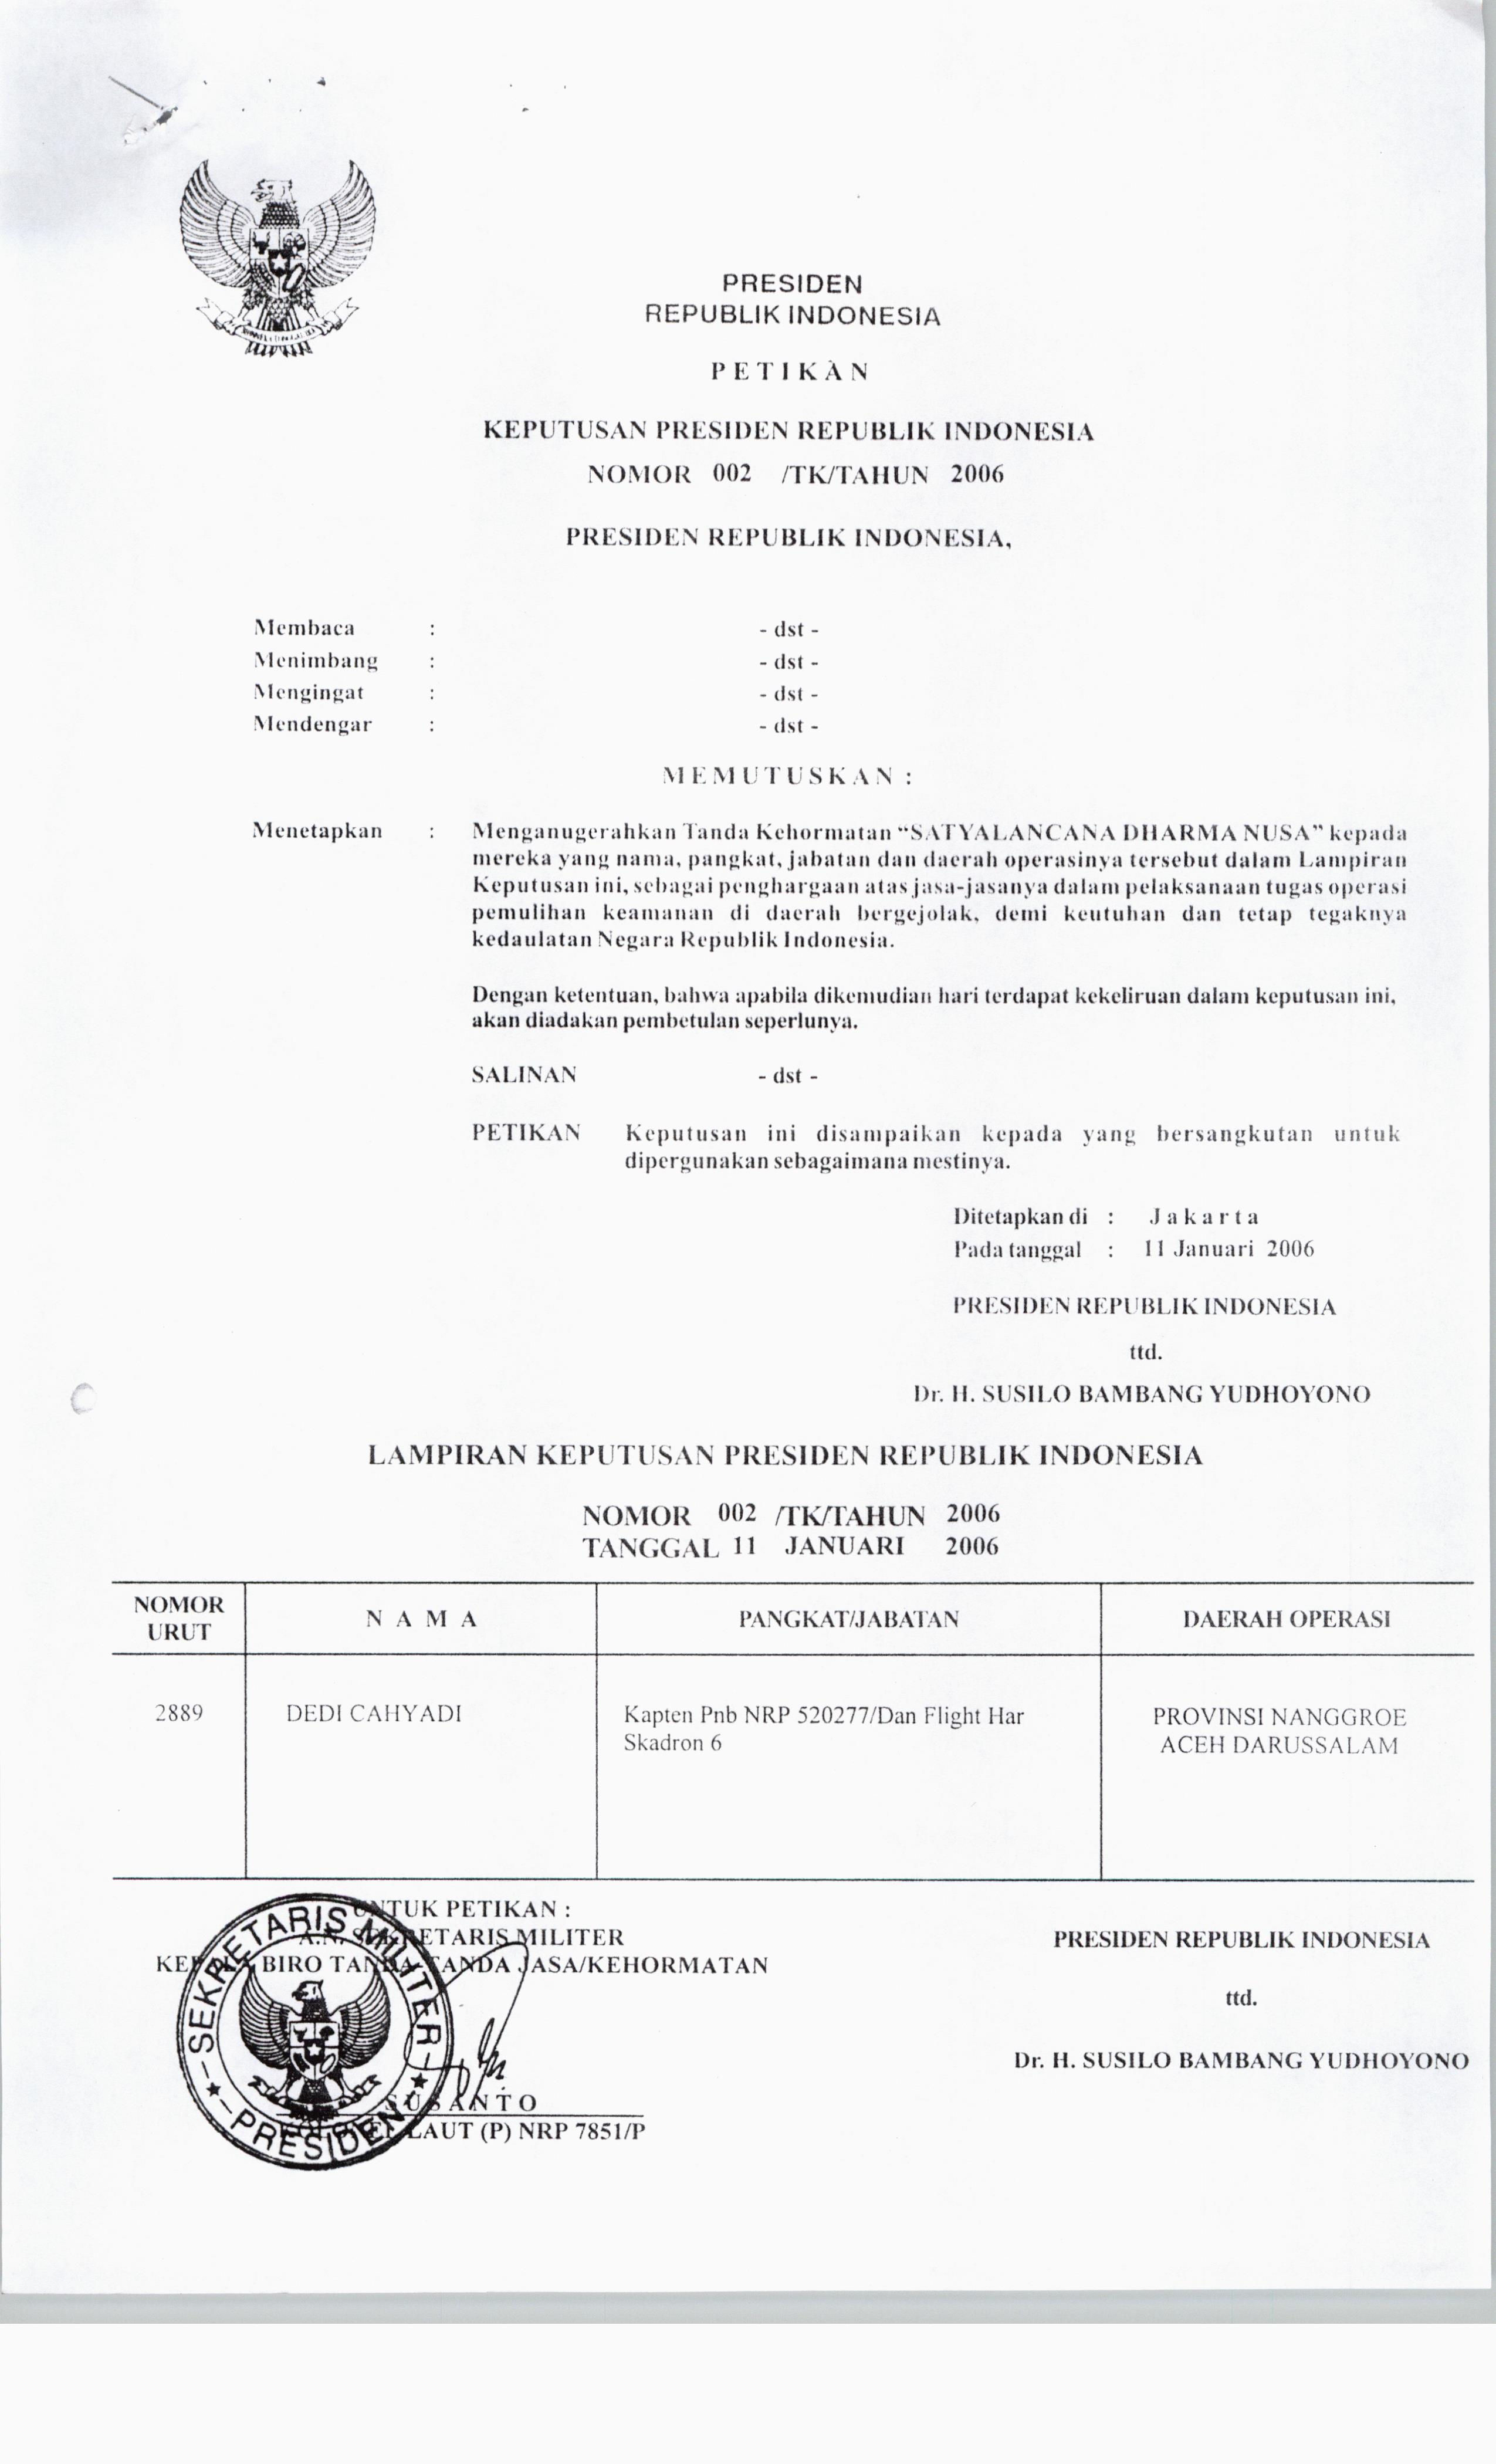 PRESIDEN
REPUBLIK INDONESIA
P E T I K A N
KEPUTUSAN PRESIDEN REPUBLIK INDONESIA
NOMOR 002 /TK/TAHUN 2006
PRESIDEN REPUBLIK INDONESIA,
Membaca : - dst -
Menimbang : - dst -
Mengingat : - dst -
Mendengar : - dst -
M E M U T U S K A N :
Menetapkan : Menganugerahkan Tanda Kehormatan “SATYALANCANA DHARMA NUSA” kepada
mereka yang nama, pangkat, jabatan dan daerah operasinya tersebut dalam Lampiran
Keputusan ini, sebagai penghargaan atas jasa-jasanya dalam pelaksanaan tugas operasi
pemulihan keamanan di daerah bergejolak, demi keutuhan dan tetap tegaknya
kedaulatan Negara Republik Indonesia.
Dengan ketentuan, bahwa apabila dikemudian hari terdapat kekeliruan dalam keputusan ini,
akan diadakan pembetulan seperlunya.
SALINAN - dst -
PETIKAN Keputusan ini disampaikan kepada yang bersangkutan untuk
dipergunakan sebagaimana mestinya.
Ditetapkan di : J a k a r t a
Pada tanggal : 11 Januari 2006
PRESIDEN REPUBLIK INDONESIA
ttd.
Dr. H. SUSILO BAMBANG YUDHOYONO
LAMPIRAN KEPUTUSAN PRESIDEN REPUBLIK INDONESIA
NOMOR 002 /TK/TAHUN 2006
TANGGAL 11 JANUARI 2006
NOMOR
URUT
N A M A
PANGKAT/JABATAN
DAERAH OPERASI
2889
DEDI CAHYADI
Kapten Pnb NRP 520277/Dan Flight Har
Skadron 6
PROVINSI NANGGROE
ACEH DARUSSALAM
UNTUK PETIKAN :
A.N. SEKRETARIS MILITER
BIRO TANDA-TANDA JASA/KEHORMATAN
SEKRETARIS MILITER
PRESIDEN
S U S A N T O
LAUT (P) NRP 7851/P
PRESIDEN REPUBLIK INDONESIA
ttd.
Dr. H. SUSILO BAMBANG YUDHOYONO